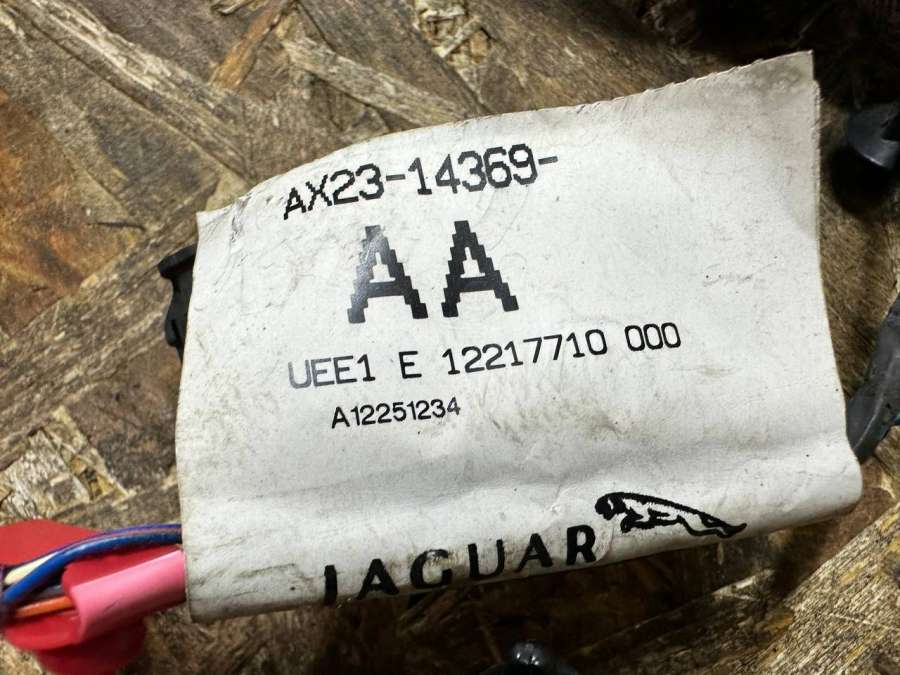 AX23-14369-
AA
UEE1 E 12217710 000
A12251234
JAGUAR